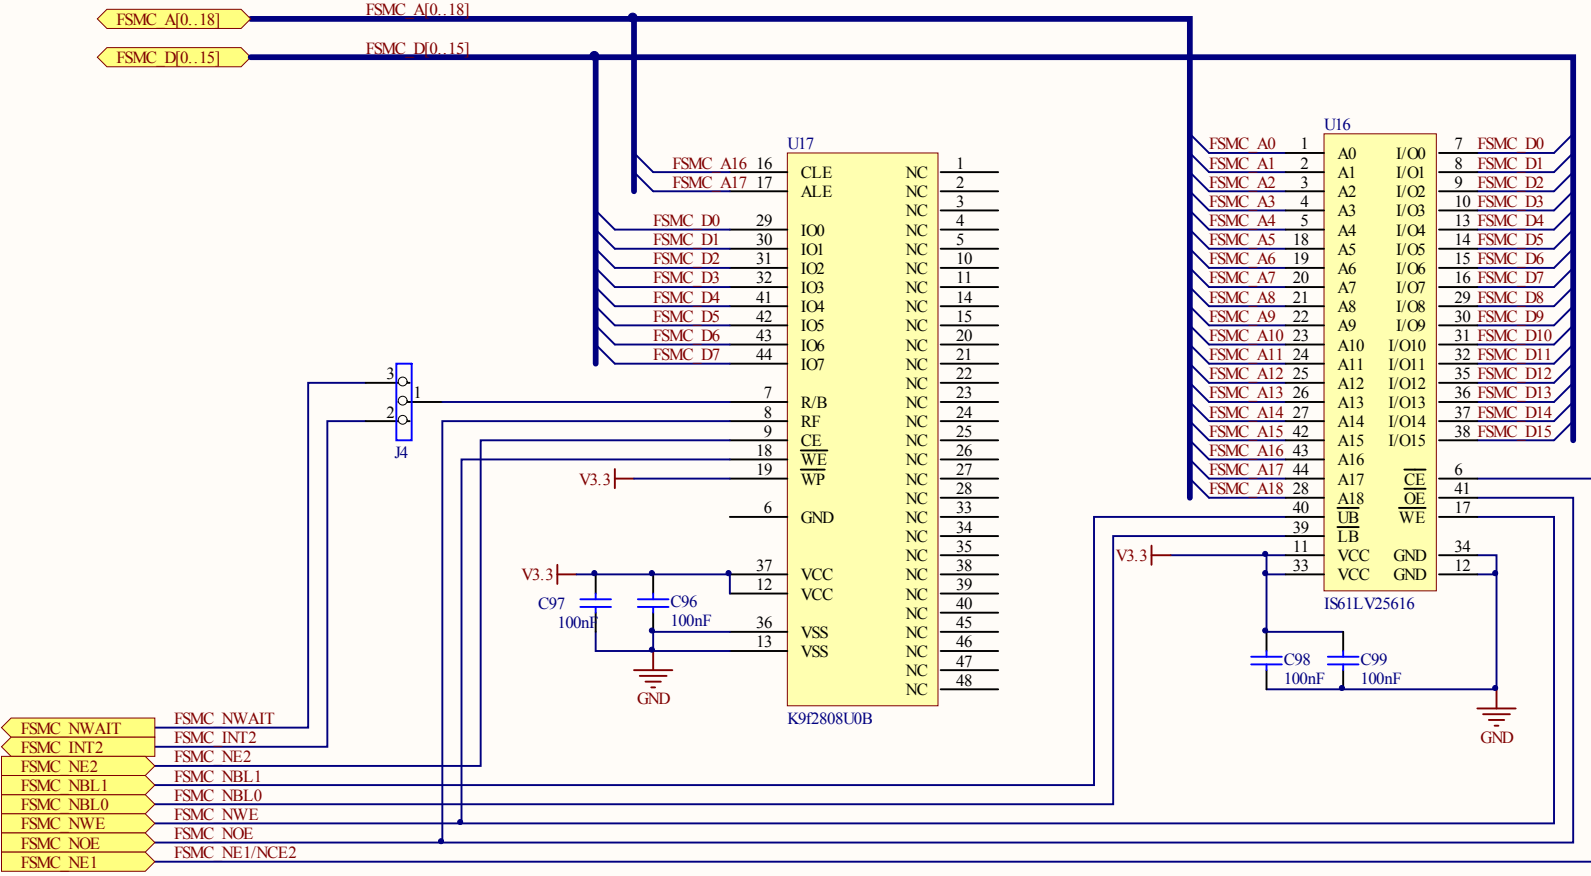 FSMC_A[0..18] FSMC_A[0..18]
FSMC_D[0..15] FSMC_D[0..15]
U17
FSMC_A16 16 CLE NC 1
FSMC_A17 17 ALE NC 2
NC 3
FSMC_D0 29 IO0 NC 4
FSMC_D1 30 IO1 NC 5
FSMC_D2 31 IO2 NC 10
FSMC_D3 32 IO3 NC 11
FSMC_D4 41 IO4 NC 14
FSMC_D5 42 IO5 NC 15
FSMC_D6 43 IO6 NC 20
FSMC_D7 44 IO7 NC 21
NC 22
7 R/B NC 23
8 RF NC 24
9 CE NC 25
18 WE NC 26
V3.3 19 WP NC 27
NC 28
6 GND NC 33
NC 34
NC 35
V3.3 37 VCC NC 38
12 VCC NC 39
NC 40
36 VSS NC 45
13 VSS NC 46
NC 47
NC 48
K9f2808U0B
C97
100nF
C96
100nF
GND
3
1
2
J4
U16
FSMC_A0 1 A0 I/O0 7 FSMC_D0
FSMC_A1 2 A1 I/O1 8 FSMC_D1
FSMC_A2 3 A2 I/O2 9 FSMC_D2
FSMC_A3 4 A3 I/O3 10 FSMC_D3
FSMC_A4 5 A4 I/O4 13 FSMC_D4
FSMC_A5 18 A5 I/O5 14 FSMC_D5
FSMC_A6 19 A6 I/O6 15 FSMC_D6
FSMC_A7 20 A7 I/O7 16 FSMC_D7
FSMC_A8 21 A8 I/O8 29 FSMC_D8
FSMC_A9 22 A9 I/O9 30 FSMC_D9
FSMC_A10 23 A10 I/O10 31 FSMC_D10
FSMC_A11 24 A11 I/O11 32 FSMC_D11
FSMC_A12 25 A12 I/O12 35 FSMC_D12
FSMC_A13 26 A13 I/O13 36 FSMC_D13
FSMC_A14 27 A14 I/O14 37 FSMC_D14
FSMC_A15 42 A15 I/O15 38 FSMC_D15
FSMC_A16 43 A16
FSMC_A17 44 A17 CE 6
FSMC_A18 28 A18 OE 41
40 UB WE 17
39 LB
V3.3 11 VCC GND 34
33 VCC GND 12
IS61LV25616
C98
100nF
C99
100nF
GND
FSMC_NWAIT FSMC_NWAIT
FSMC_INT2 FSMC_INT2
FSMC_NE2 FSMC_NE2
FSMC_NBL1 FSMC_NBL1
FSMC_NBL0 FSMC_NBL0
FSMC_NWE FSMC_NWE
FSMC_NOE FSMC_NOE
FSMC_NE1 FSMC_NE1/NCE2